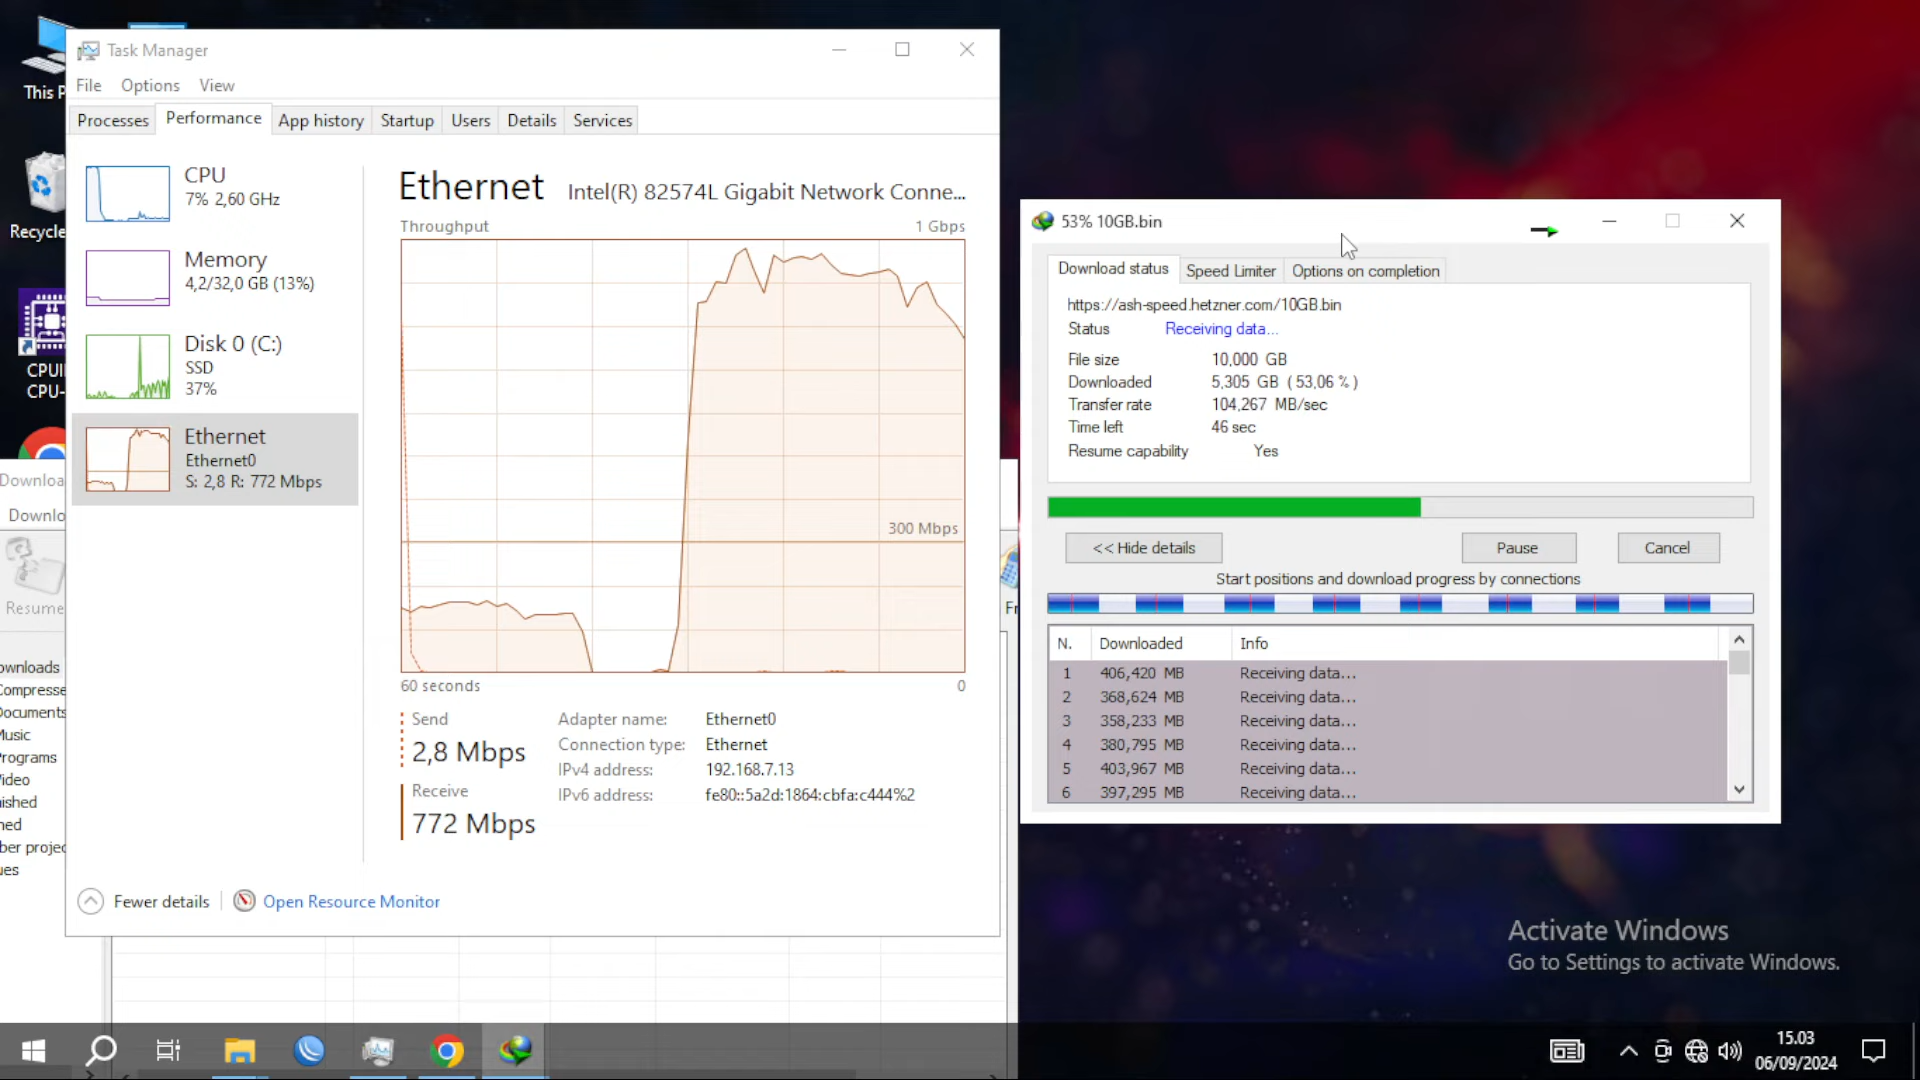 This P
Recycle
CPUI
CPU-
Downloa
Downlo
Resume
ownloads
Compresse
Documents
Music
Programs
Video
nished
ned
ber projec
ues
Task Manager
File Options View
Processes Performance App history Startup Users Details Services
CPU
7% 2,60 GHz
Memory
4,2/32,0 GB (13%)
Disk 0 (C:)
SSD
37%
Ethernet
Ethernet0
S: 2,8 R: 772 Mbps
Ethernet Intel(R) 82574L Gigabit Network Conne...
Throughput 1 Gbps
300 Mbps
60 seconds 0
Send
2,8 Mbps
Receive
772 Mbps
Adapter name: Ethernet0
Connection type: Ethernet
IPv4 address: 192.168.7.13
IPv6 address: fe80::5a2d:1864:cbfa:c444%2
Fewer details Open Resource Monitor
Fr
53% 10GB.bin
Download status Speed Limiter Options on completion
https://ash-speed.hetzner.com/10GB.bin
Status Receiving data...
File size 10,000 GB
Downloaded 5,305 GB ( 53,06 % )
Transfer rate 104,267 MB/sec
Time left 46 sec
Resume capability Yes
<< Hide details Pause Cancel
Start positions and download progress by connections
N. Downloaded Info
1 406,420 MB Receiving data...
2 368,624 MB Receiving data...
3 358,233 MB Receiving data...
4 380,795 MB Receiving data...
5 403,967 MB Receiving data...
6 397,295 MB Receiving data...
Activate Windows
Go to Settings to activate Windows.
15.03
06/09/2024